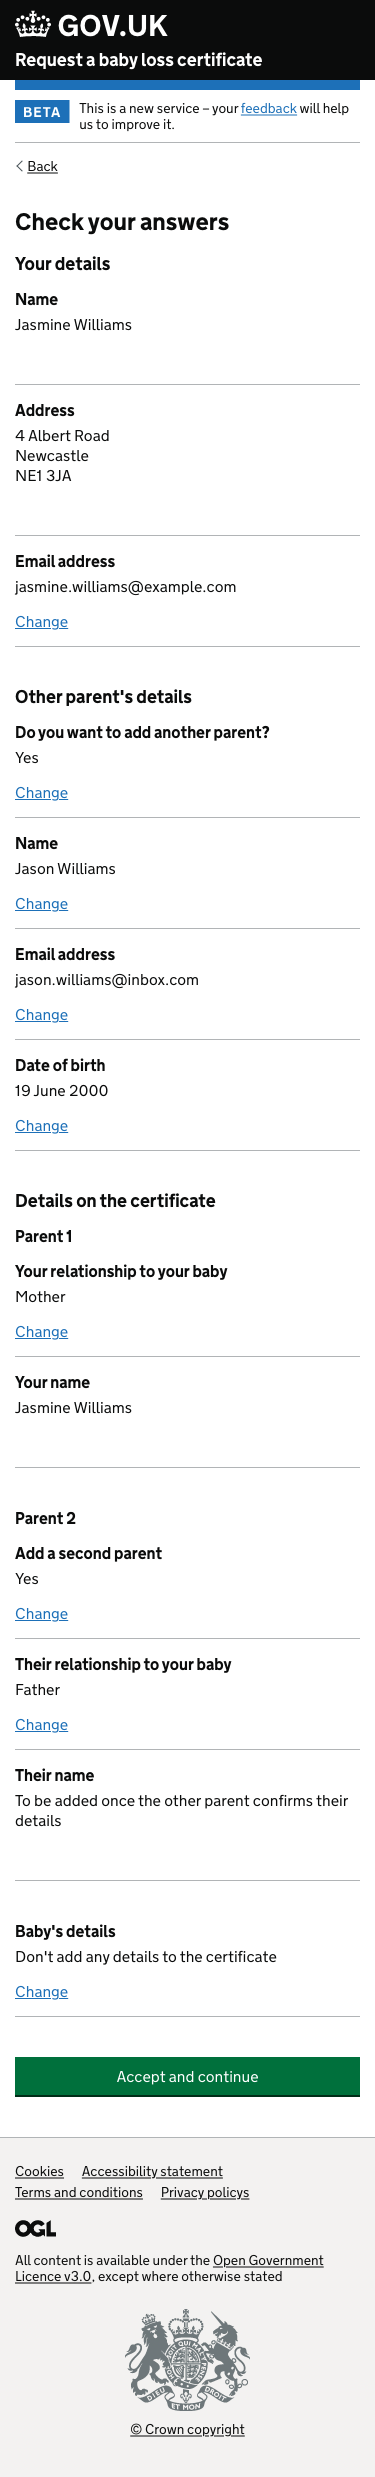 GOV.UK
Request a baby loss certificate
BETA
This is a new service – your feedback will help
us to improve it.
Back
Check your answers
Your details
Name
Jasmine Williams
Address
4 Albert Road
Newcastle
NE1 3JA
Email address
jasmine.williams@example.com
Change
Other parent's details
Do you want to add another parent?
Yes
Change
Name
Jason Williams
Change
Email address
jason.williams@inbox.com
Change
Date of birth
19 June 2000
Change
Details on the certificate
Parent 1
Your relationship to your baby
Mother
Change
Your name
Jasmine Williams
Parent 2
Add a second parent
Yes
Change
Their relationship to your baby
Father
Change
Their name
To be added once the other parent confirms their
details
Baby's details
Don't add any details to the certificate
Change
Accept and continue
Cookies Accessibility statement
Terms and conditions Privacy policys
OGL
All content is available under the Open Government
Licence v3.0, except where otherwise stated
DIEU ET MON DROIT
© Crown copyright